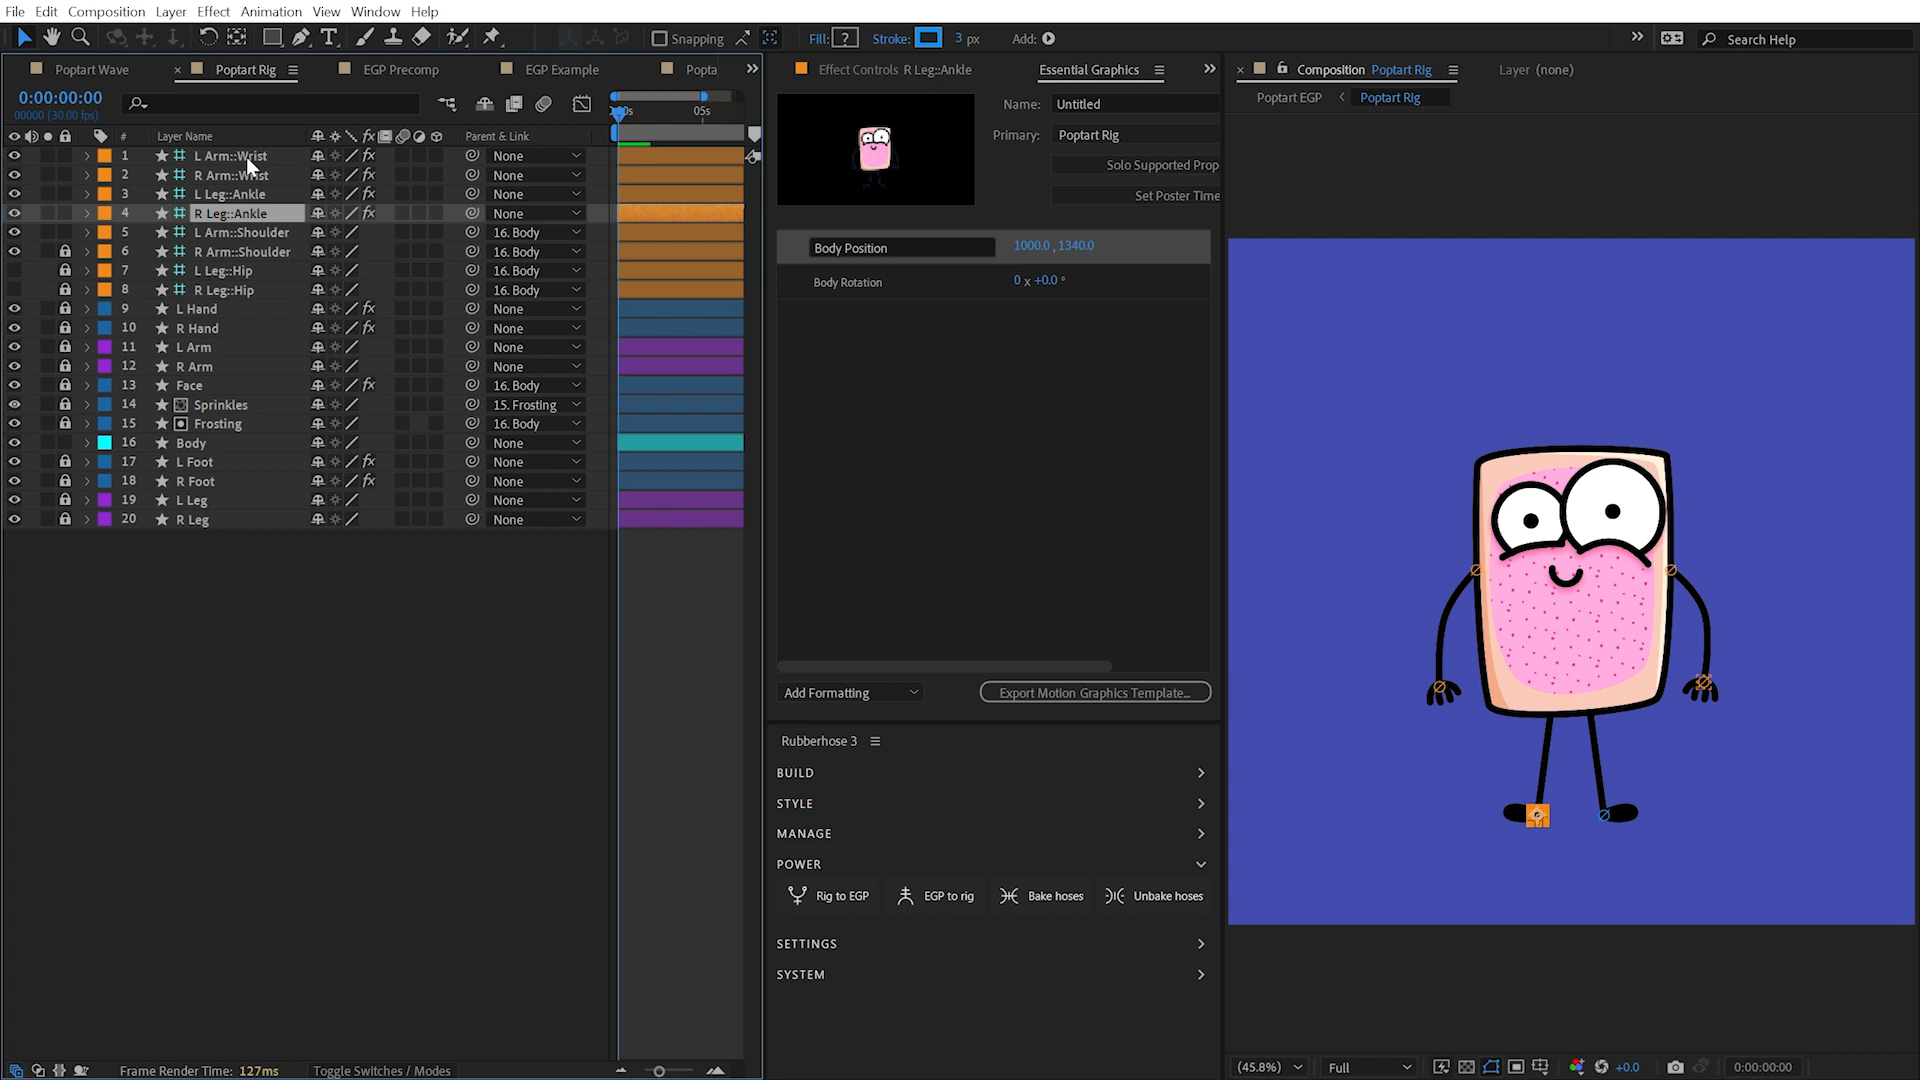 File Edit Composition Layer Effect Animation View Window Help
Snapping Fill: ? Stroke: 3 px Add:
Search Help
Poptart Wave × Poptart Rig EGP Precomp EGP Example Popta
Effect Controls R Leg::Ankle Essential Graphics
× Composition Poptart Rig Layer (none)
Poptart EGP < Poptart Rig
0:00:00:00
00000 (30.00 fps)
05s
# Layer Name Parent & Link
1 L Arm::Wrist None
2 R Arm::Wrist None
3 L Leg::Ankle None
4 R Leg::Ankle None
5 L Arm::Shoulder 16. Body
6 R Arm::Shoulder 16. Body
7 L Leg::Hip 16. Body
8 R Leg::Hip 16. Body
9 L Hand None
10 R Hand None
11 L Arm None
12 R Arm None
13 Face 16. Body
14 Sprinkles 15. Frosting
15 Frosting 16. Body
16 Body None
17 L Foot None
18 R Foot None
19 L Leg None
20 R Leg None
Frame Render Time: 127ms Toggle Switches / Modes
Name: Untitled
Primary: Poptart Rig
Solo Supported Prop
Set Poster Time
Body Position 1000.0 , 1340.0
Body Rotation 0 x +0.0 °
Add Formatting Export Motion Graphics Template...
Rubberhose 3
BUILD
STYLE
MANAGE
POWER
Rig to EGP EGP to rig Bake hoses Unbake hoses
SETTINGS
SYSTEM
(45.8%) Full +0.0 0:00:00:00